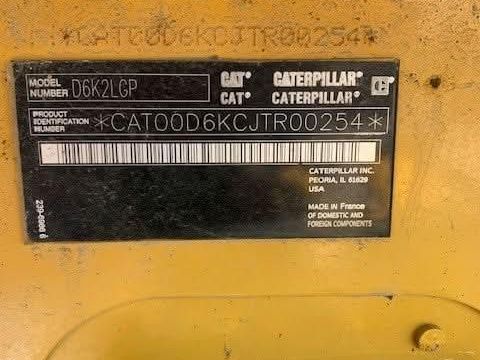 *CAT00D6KCJTR00254*
MODEL NUMBER D6K2LGP
CAT® CATERPILLAR®
CAT® CATERPILLAR®
PRODUCT IDENTIFICATION NUMBER *CAT00D6KCJTR00254*
CATERPILLAR INC.
PEORIA, IL 61629
USA
MADE IN France
OF DOMESTIC AND
FOREIGN COMPONENTS